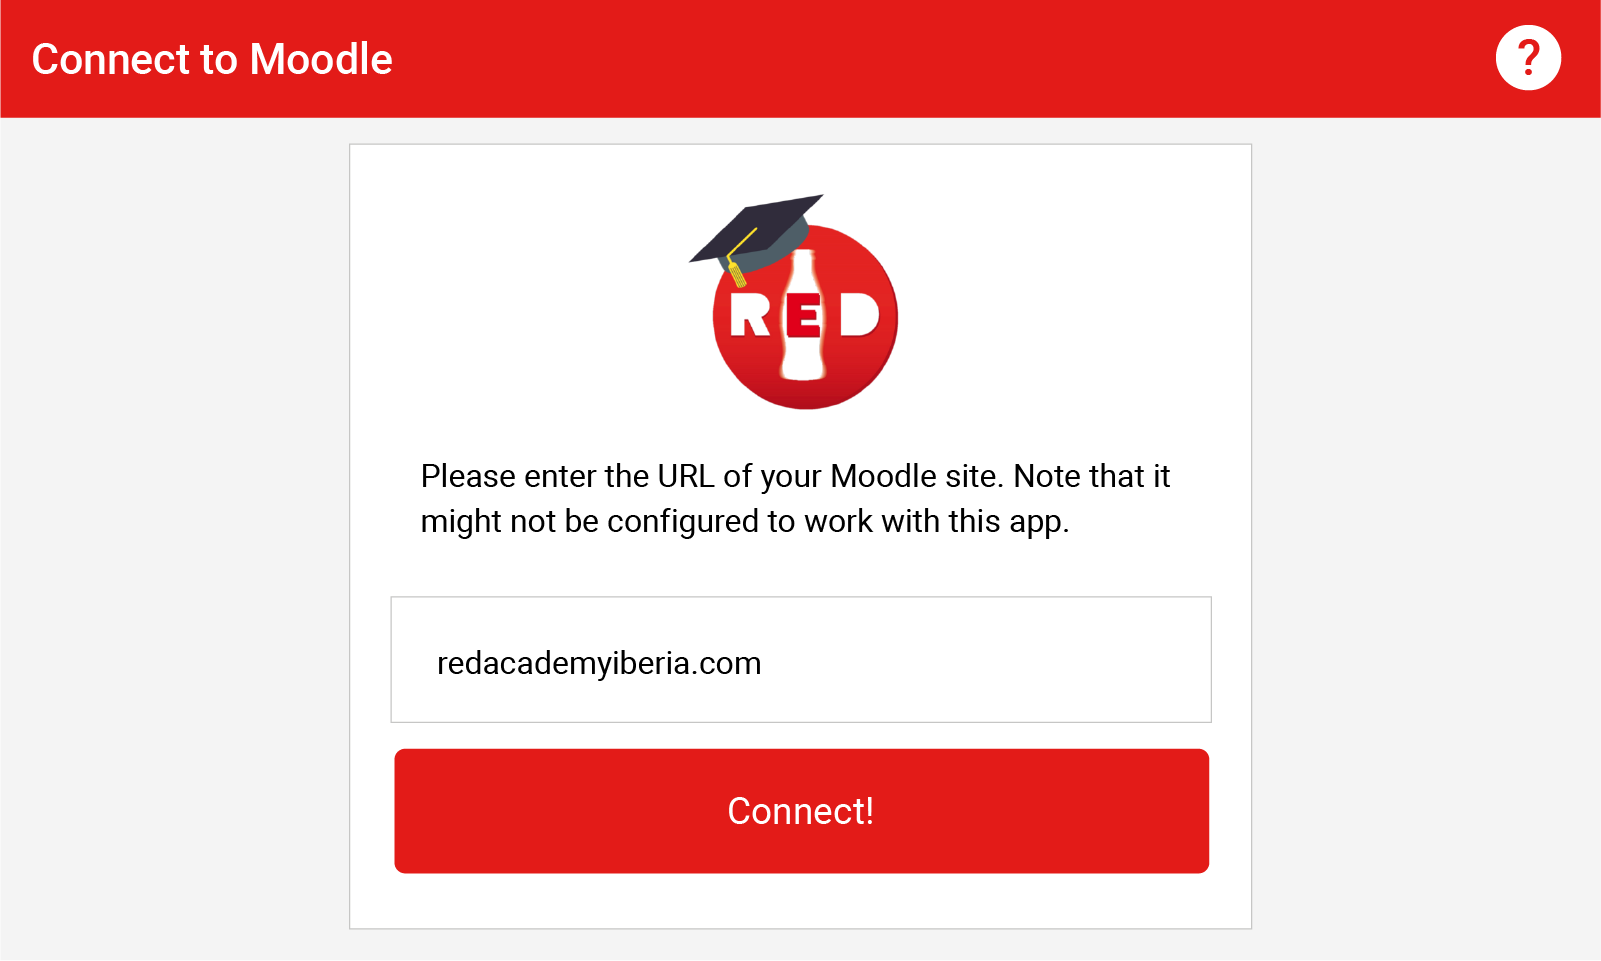 Connect to Moodle
?
RED
Please enter the URL of your Moodle site. Note that it
might not be configured to work with this app.
redacademyiberia.com
Connect!